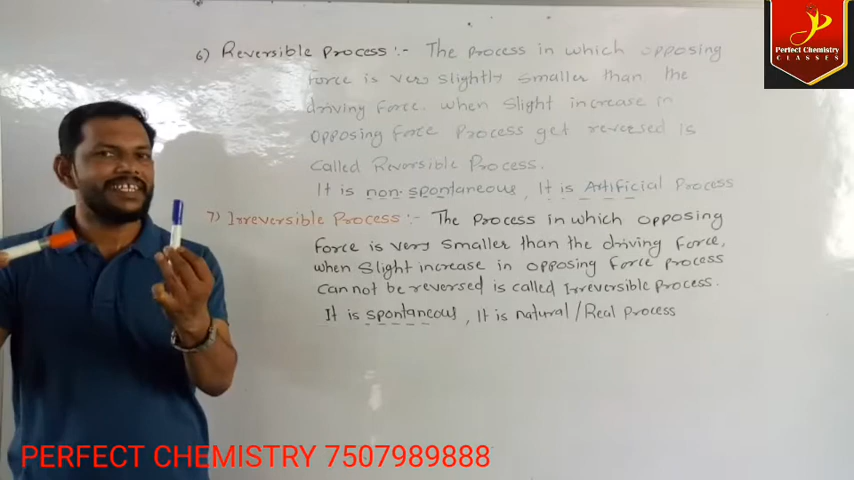 6) Reversible Process :- The process in which opposing
force is very slightly smaller than the
driving force. when slight increase in
opposing force process get reversed is
called Reversible Process.
It is non-spontaneous, It is Artificial Process
7) Irreversible Process :- The process in which opposing
force is very smaller than the driving force,
when slight increase in opposing force process
cannot be reversed is called Irreversible process.
It is spontaneous, It is natural/Real process
Perfect Chemistry
CLASSES
PERFECT CHEMISTRY 7507989888